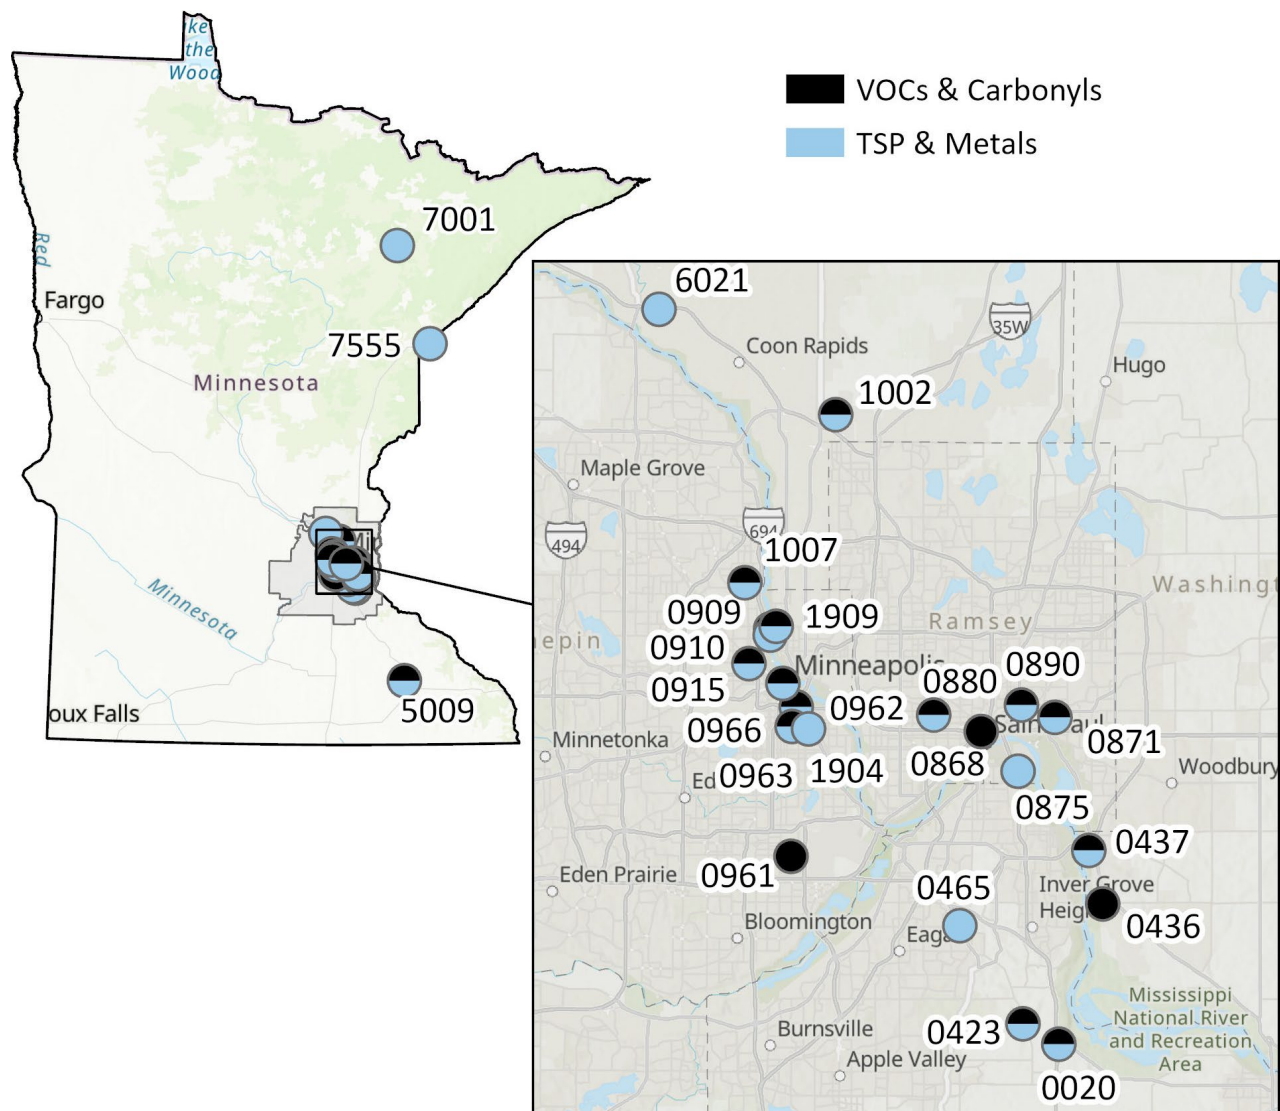 ke
the
Wood
VOCs & Carbonyls
TSP & Metals
7001
Red
Fargo
7555
Minnesota
Minnesota
oux Falls
5009
6021
35W
Coon Rapids
Hugo
1002
Maple Grove
494
694
1007
Washingt
0909
1909
Ramsey
epin
0910
Minneapolis
0890
0880
0915
0962
0966
Saint Paul
0871
Minnetonka
0963
1904
0868
Woodbury
Ed
0875
0437
0961
Eden Prairie
0465
Inver Grove
Heig
0436
Bloomington
Eaga
Mississippi
National River
and Recreation
Area
0423
Burnsville
Apple Valley
0020